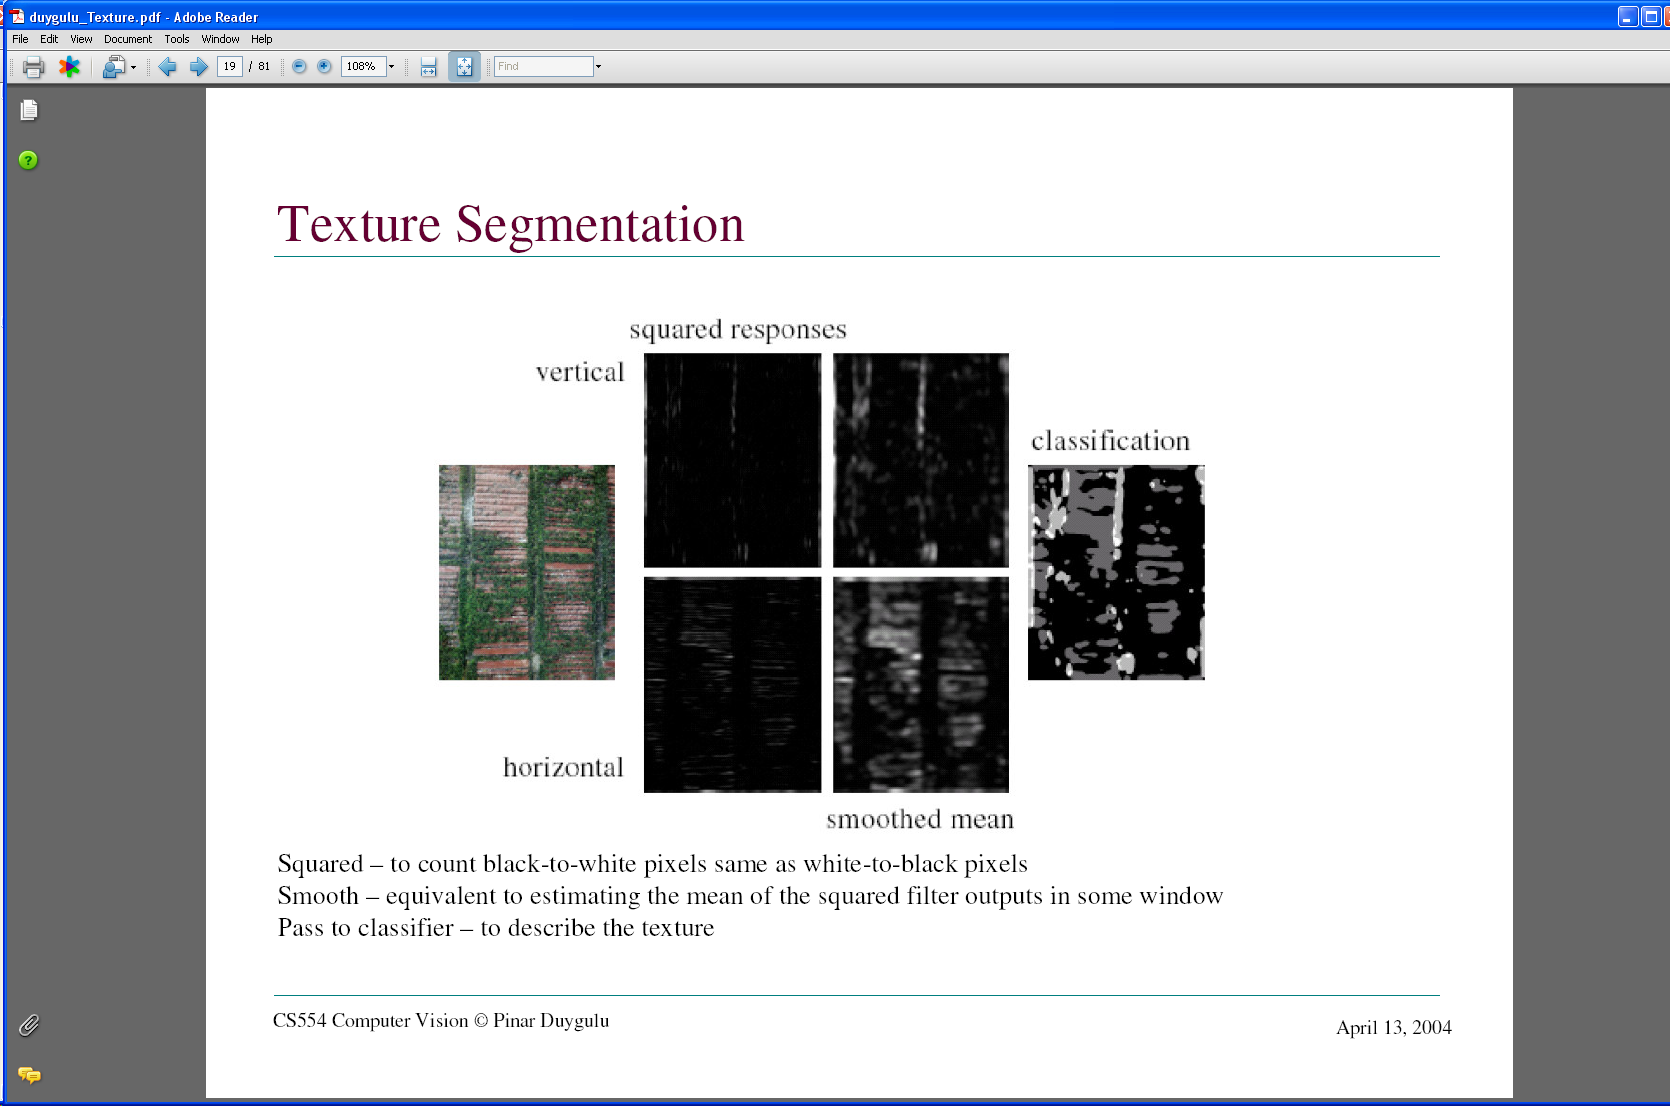 duygulu_Texture.pdf - Adobe Reader
File Edit View Document Tools Window Help
19 / 81 108% Find
Texture Segmentation
squared responses
vertical
classification
horizontal
smoothed mean
Squared – to count black-to-white pixels same as white-to-black pixels
Smooth – equivalent to estimating the mean of the squared filter outputs in some window
Pass to classifier – to describe the texture
CS554 Computer Vision © Pinar Duygulu
April 13, 2004